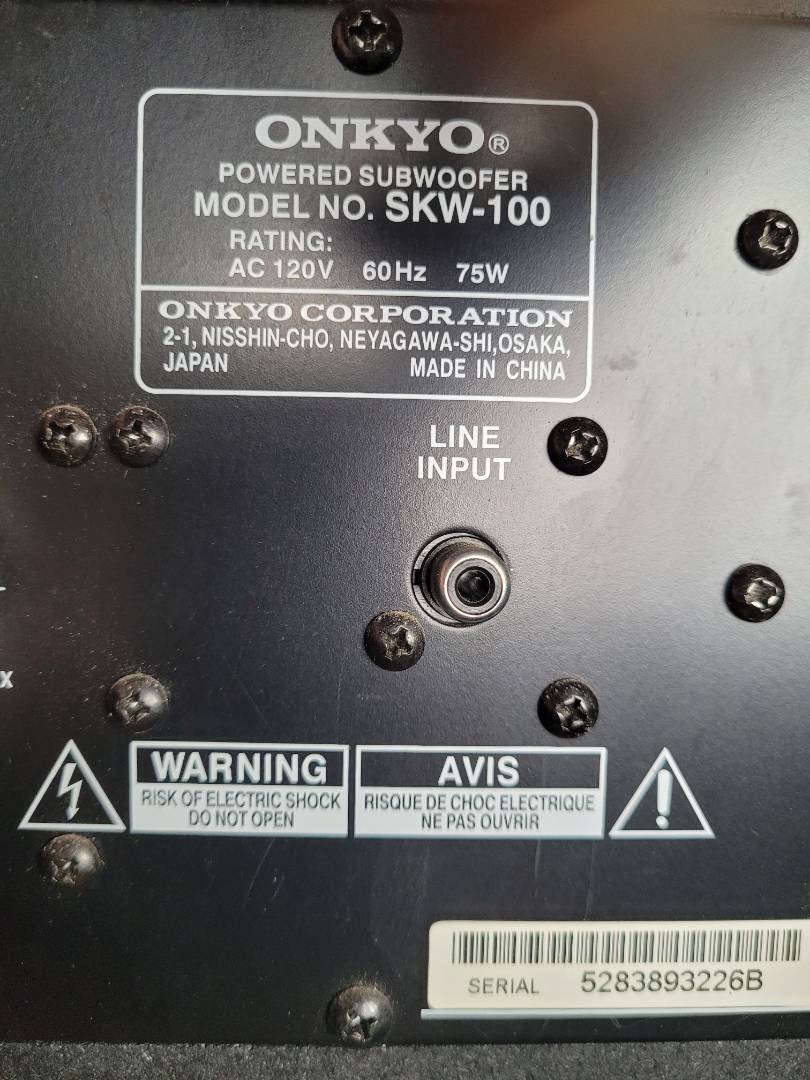 ONKYO®
POWERED SUBWOOFER
MODEL NO. SKW-100
RATING:
AC 120V 60Hz 75W
ONKYO CORPORATION
2-1, NISSHIN-CHO, NEYAGAWA-SHI,OSAKA,
JAPAN MADE IN CHINA
LINE
INPUT
x
WARNING
RISK OF ELECTRIC SHOCK
DO NOT OPEN
AVIS
RISQUE DE CHOC ELECTRIQUE
NE PAS OUVRIR
SERIAL 5283893226B